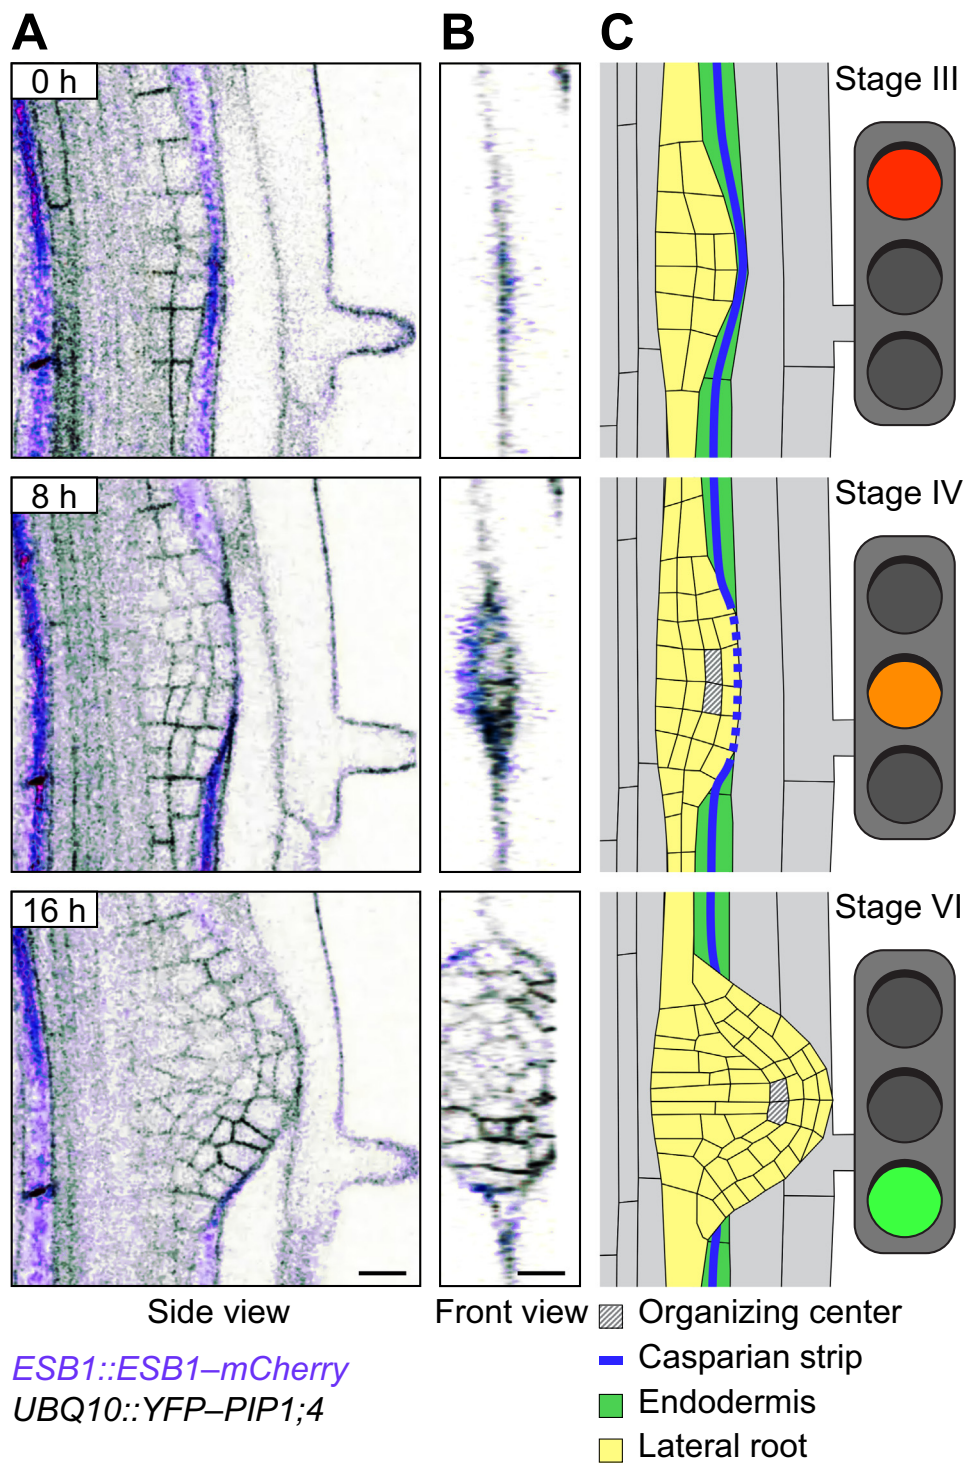 A
B
C
0 h
Stage III
8 h
Stage IV
16 h
Stage VI
Side view
Front view
Organizing center
Casparian strip
Endodermis
Lateral root
ESB1::ESB1–mCherry
UBQ10::YFP–PIP1;4